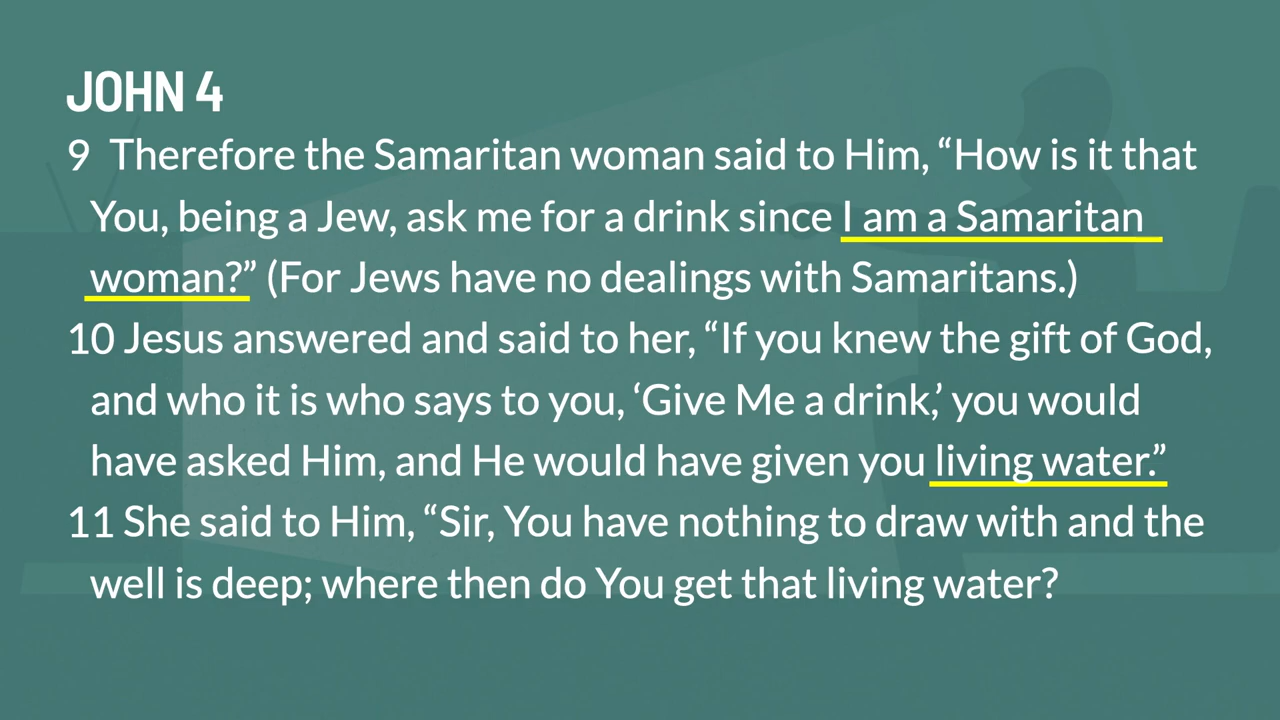 JOHN 4
9 Therefore the Samaritan woman said to Him, “How is it that
You, being a Jew, ask me for a drink since I am a Samaritan
woman?” (For Jews have no dealings with Samaritans.)
10 Jesus answered and said to her, “If you knew the gift of God,
and who it is who says to you, ‘Give Me a drink,’ you would
have asked Him, and He would have given you living water.”
11 She said to Him, “Sir, You have nothing to draw with and the
well is deep; where then do You get that living water?